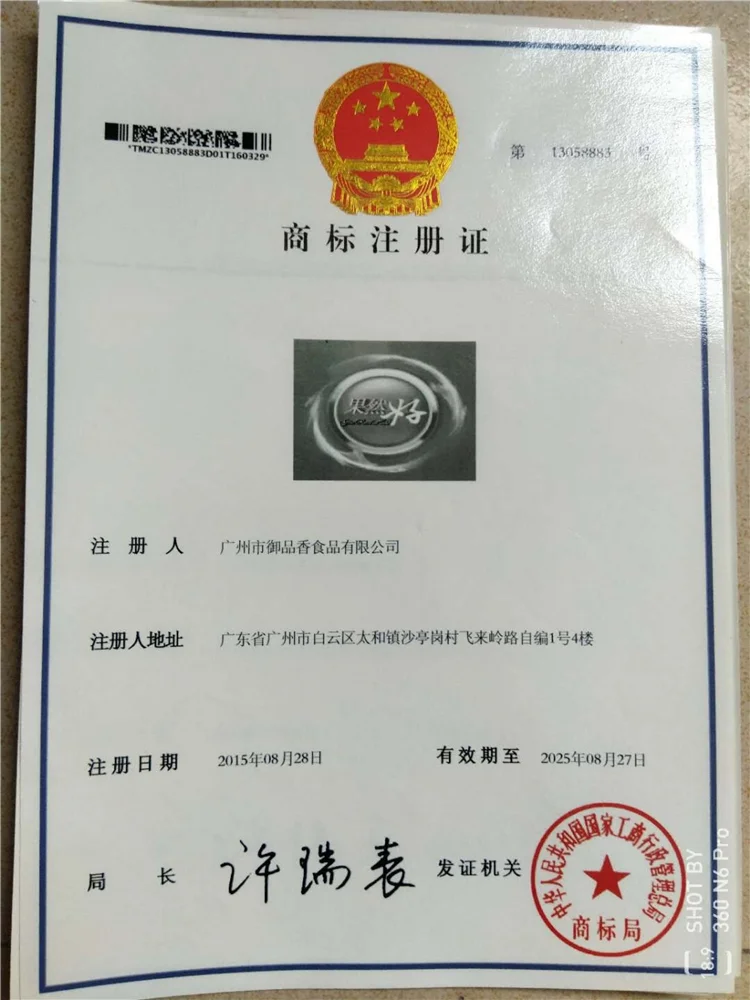 *TMZC13058883D01T160329*
第 13058883 号
商标注册证
果然好
注册人 广州市御品香食品有限公司
注册人地址 广东省广州市白云区太和镇沙亭岗村飞来岭路自编1号4楼
注册日期 2015年08月28日 有效期至 2025年08月27日
局长 许瑞表 发证机关
中华人民共和国国家工商行政管理总局
商标局
SHOT BY
360 N6 Pro
18:9